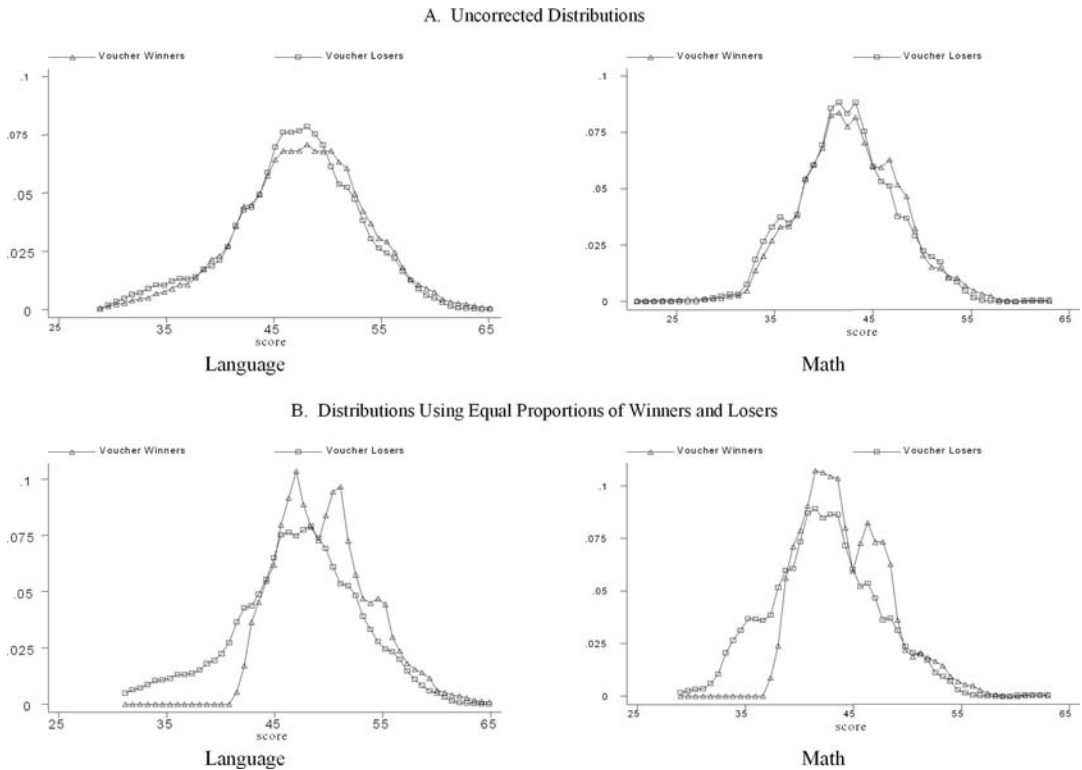 A. Uncorrected Distributions
Voucher Winners Voucher Losers
.1
.075
.05
.025
0
25 35 45 55 65
score
Language
Voucher Winners Voucher Losers
.1
.075
.05
.025
0
25 35 45 55 65
score
Math
B. Distributions Using Equal Proportions of Winners and Losers
Voucher Winners Voucher Losers
.1
.075
.05
.025
0
25 35 45 55 65
score
Language
Voucher Winners Voucher Losers
.1
.075
.05
.025
0
25 35 45 55 65
score
Math